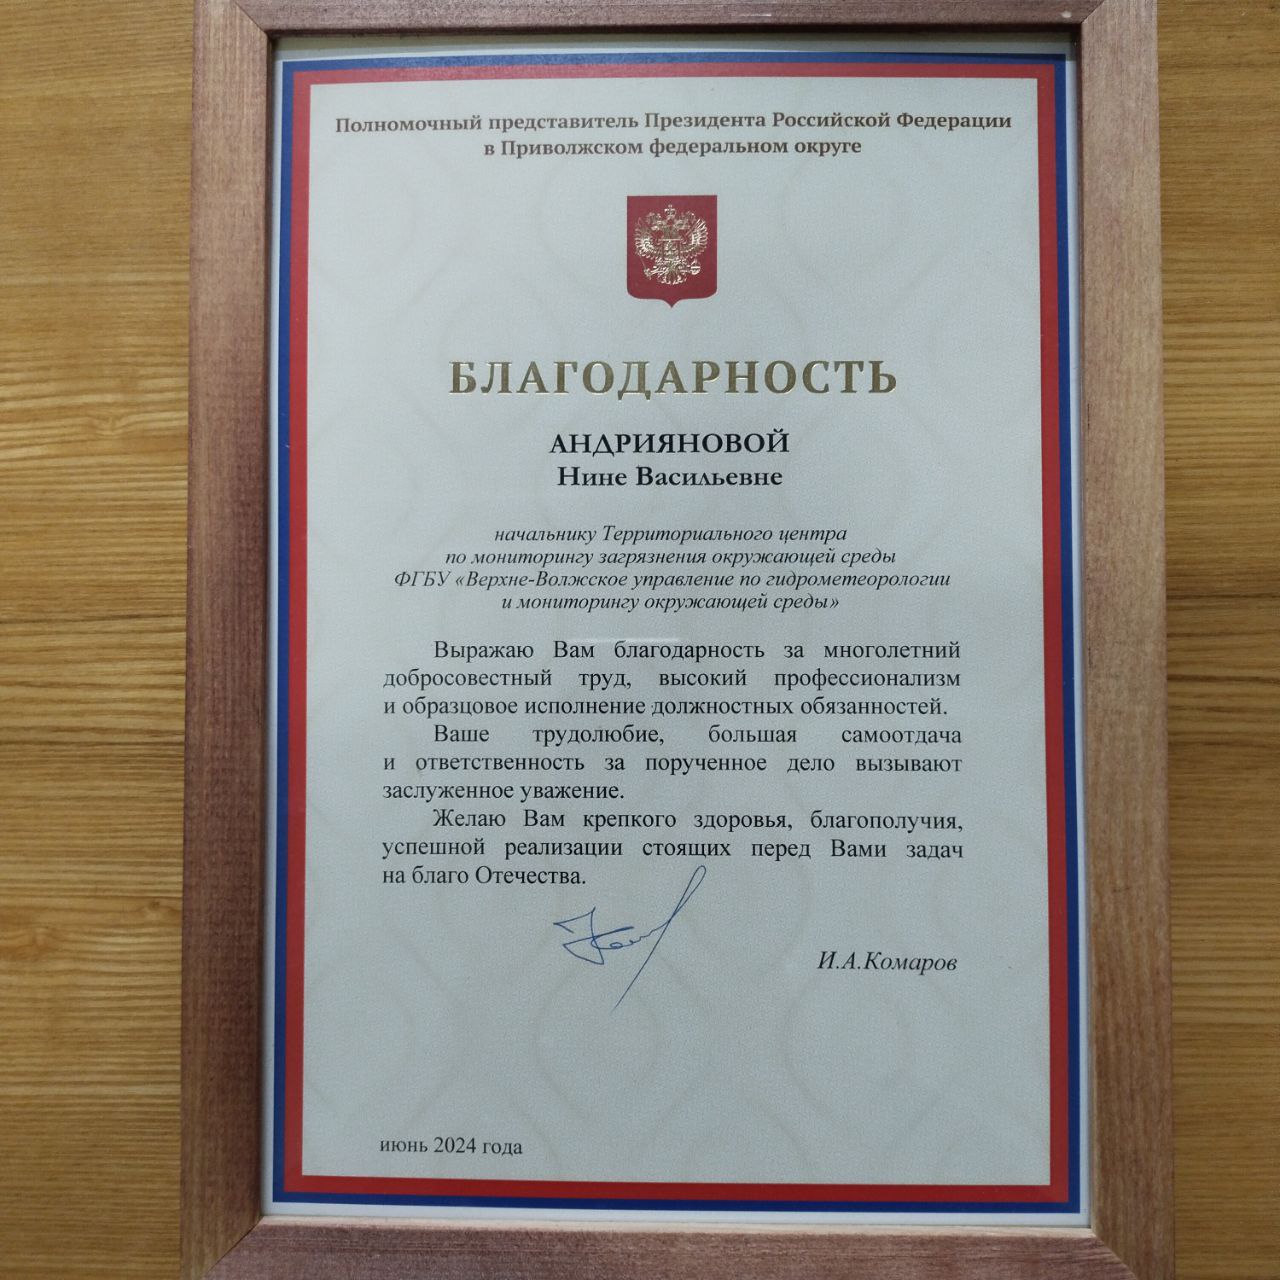 Полномочный представитель Президента Российской Федерации
в Приволжском федеральном округе
БЛАГОДАРНОСТЬ
АНДРИЯНОВОЙ
Нине Васильевне
начальнику Территориального центра
по мониторингу загрязнения окружающей среды
ФГБУ «Верхне-Волжское управление по гидрометеорологии
и мониторингу окружающей среды»
Выражаю Вам благодарность за многолетний
добросовестный труд, высокий профессионализм
и образцовое исполнение должностных обязанностей.
Ваше трудолюбие, большая самоотдача
и ответственность за порученное дело вызывают
заслуженное уважение.
Желаю Вам крепкого здоровья, благополучия,
успешной реализации стоящих перед Вами задач
на благо Отечества.
И.А.Комаров
июнь 2024 года